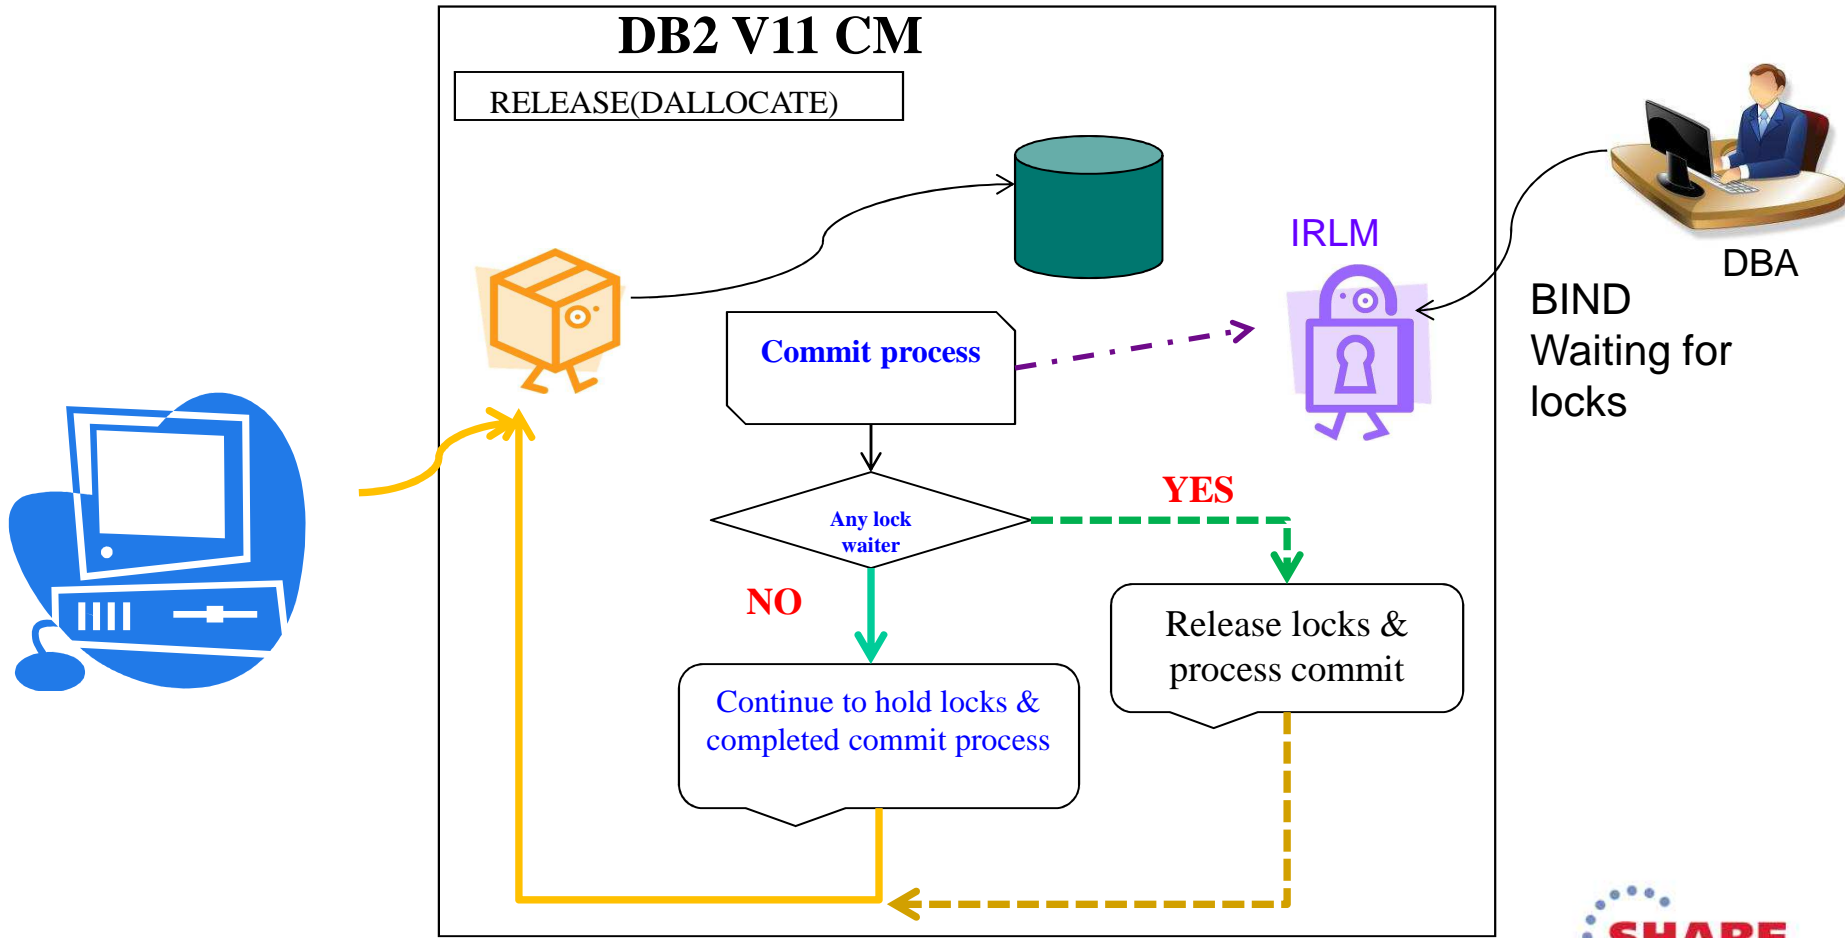 DB2 V11 CM
RELEASE(DALLOCATE)
IRLM
DBA
BIND
Waiting for
locks
Commit process
Any lock
waiter
YES
NO
Release locks &
process commit
Continue to hold locks &
completed commit process
SHARE